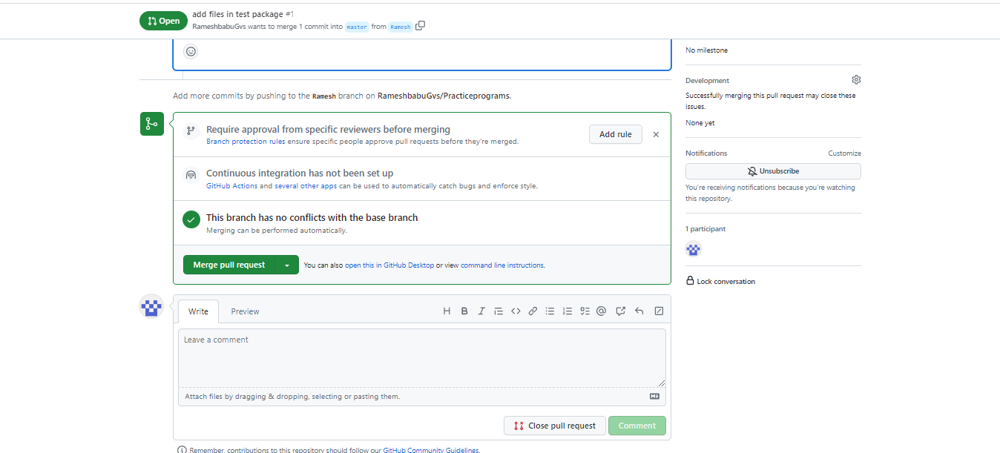 Open
add files in test package #1
RameshbabuGvs wants to merge 1 commit into master from Ramesh
Add more commits by pushing to the Ramesh branch on RameshbabuGvs/Practiceprograms.
Require approval from specific reviewers before merging
Branch protection rules ensure specific people approve pull requests before they're merged.
Add rule
Continuous integration has not been set up
GitHub Actions and several other apps can be used to automatically catch bugs and enforce style.
This branch has no conflicts with the base branch
Merging can be performed automatically.
Merge pull request
You can also open this in GitHub Desktop or view command line instructions.
Write
Preview
Leave a comment
Attach files by dragging & dropping, selecting or pasting them.
Close pull request
Comment
Remember, contributions to this repository should follow our GitHub Community Guidelines.
No milestone
Development
Successfully merging this pull request may close these
issues.
None yet
Notifications
Customize
Unsubscribe
You're receiving notifications because you're watching
this repository.
1 participant
Lock conversation